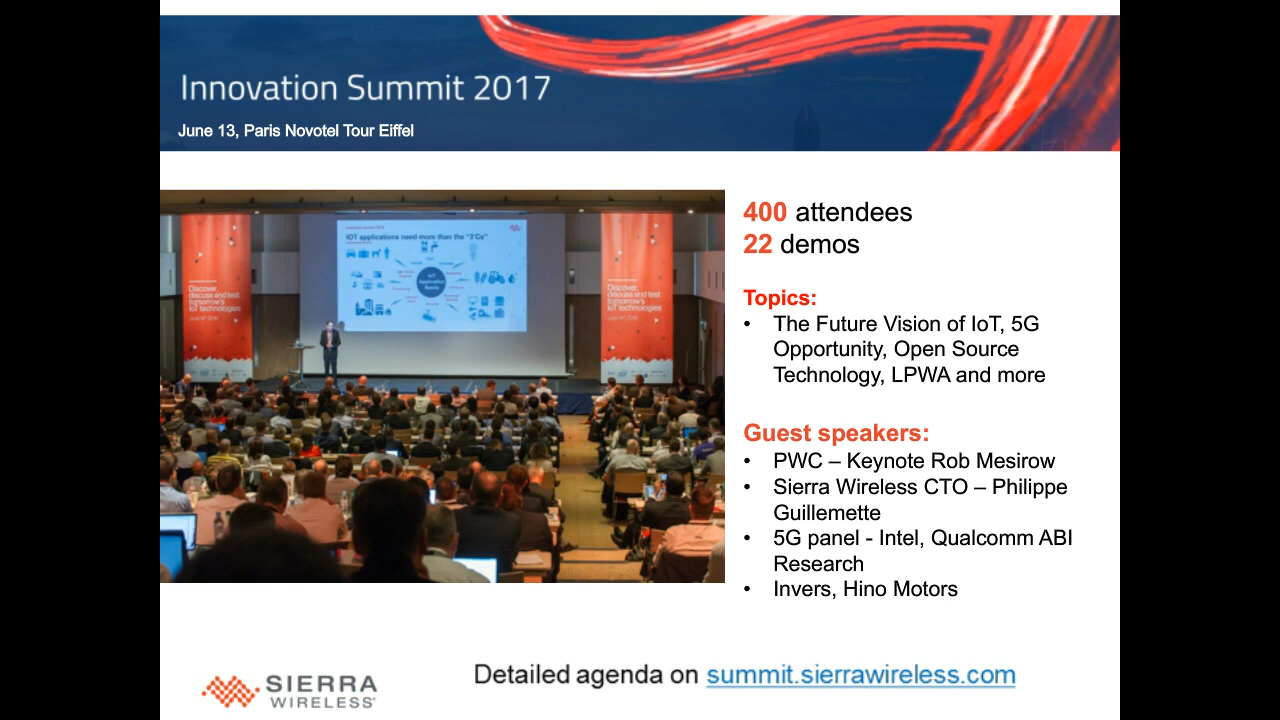 Innovation Summit 2017
June 13, Paris Novotel Tour Eiffel
IOT applications need more than the "3'Cs"
IoT
Application
Needs
Discover,
discuss and test
tomorrow's
IoT technologies
Discover,
discuss and test
tomorrow's
IoT technologies
400 attendees
22 demos
Topics:
• The Future Vision of IoT, 5G
Opportunity, Open Source
Technology, LPWA and more
Guest speakers:
• PWC – Keynote Rob Mesirow
• Sierra Wireless CTO – Philippe
Guillemette
• 5G panel - Intel, Qualcomm ABI
Research
• Invers, Hino Motors
SIERRA
WIRELESS
Detailed agenda on summit.sierrawireless.com